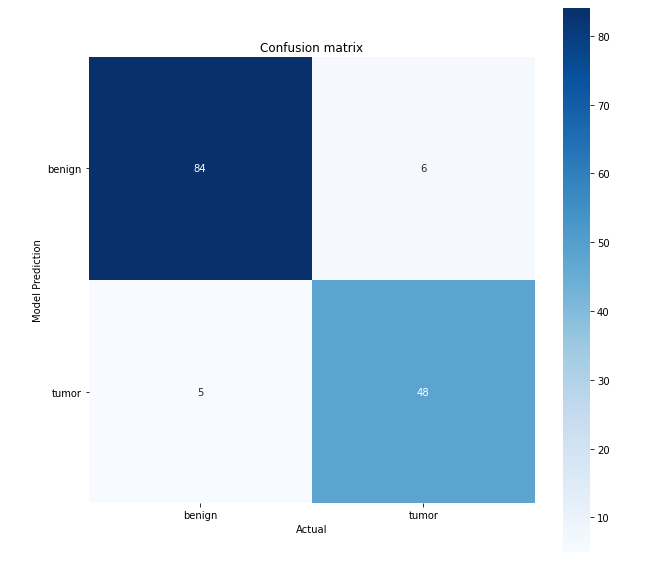 Confusion matrix
80
70
60
50
40
30
20
10
benign
84
6
Model Prediction
tumor
5
48
benign
tumor
Actual